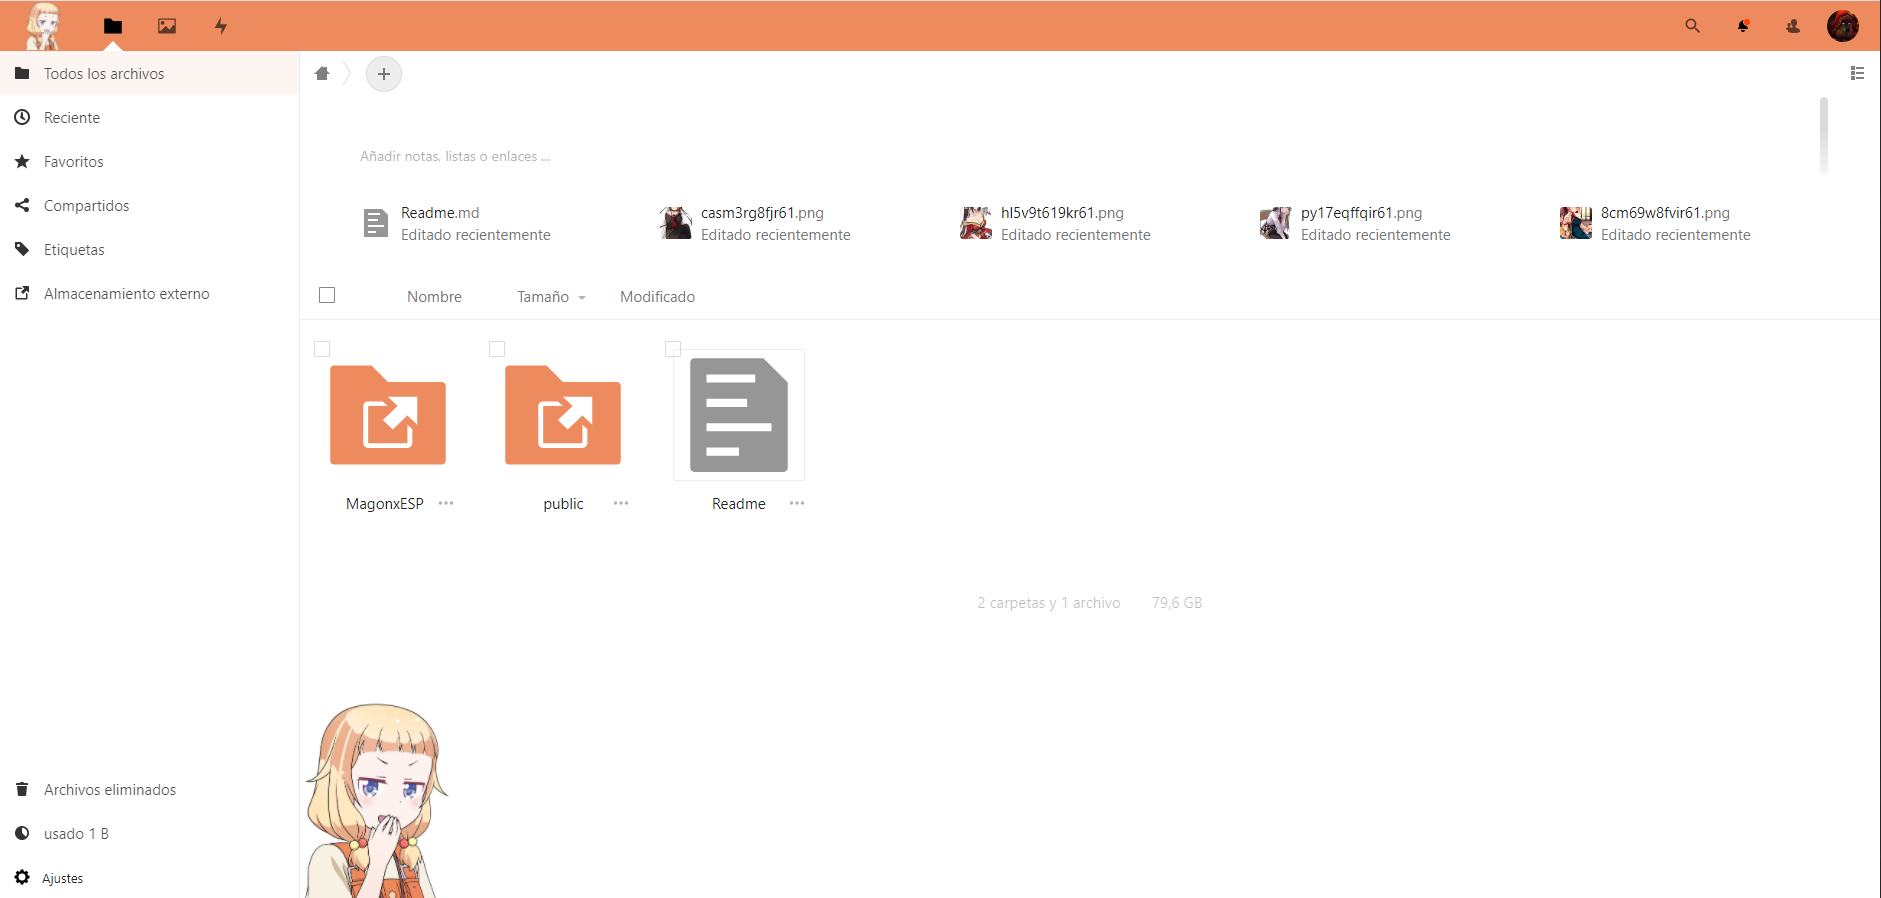 Todos los archivos
Reciente
Favoritos
Compartidos
Etiquetas
Almacenamiento externo
Añadir notas, listas o enlaces ...
Readme.md
Editado recientemente
casm3rg8fjr61.png
Editado recientemente
hl5v9t619kr61.png
Editado recientemente
py17eqffqir61.png
Editado recientemente
8cm69w8fvir61.png
Editado recientemente
Nombre Tamaño Modificado
MagonxESP ··· public ··· Readme ···
2 carpetas y 1 archivo 79,6 GB
Archivos eliminados
usado 1 B
Ajustes